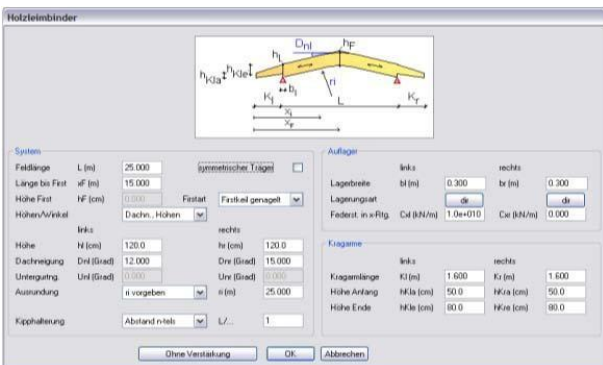 Holzleimbinder
Dnl hF
hL
hKla hKle
ri
Kl bl L Kr
xi
xF
System
Feldlänge L (m) 25.000 symmetrischer Träger
Länge bis First xF (m) 15.000
Höhe First hF (cm) 0.000 Firstart Firstkeil genagelt
Höhen/Winkel Dachn., Höhen
links rechts
Höhe hl (cm) 120.0 hr (cm) 120.0
Dachneigung Dnl (Grad) 12.000 Dnr (Grad) 15.000
Untergurtng. Unl (Grad) 0.000 Unr (Grad) 0.000
Ausrundung ri vorgeben ri (m) 25.000
Kipphalterung Abstand n-tels L/... 1
Auflager
links rechts
Lagerbreite bl (m) 0.300 br (m) 0.300
Lagerungsart dir dir
Federst. in x-Rtg. Cxl (kN/m) 1.0e+010 Cxr (kN/m) 0.000
Kragarme
links rechts
Kragarmlänge Kl (m) 1.600 Kr (m) 1.600
Höhe Anfang hKla (cm) 50.0 hKra (cm) 50.0
Höhe Ende hKle (cm) 80.0 hKre (cm) 80.0
Ohne Verstärkung OK Abbrechen